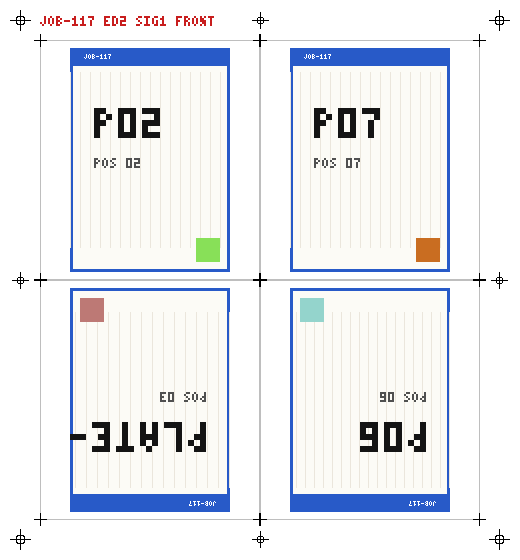 JOB-117 ED2 SIG1 FRONT
JOB-117
P02
POS 02
JOB-117
P07
POS 07
JOB-117
PLATE-
POS 03
JOB-117
P06
POS 06